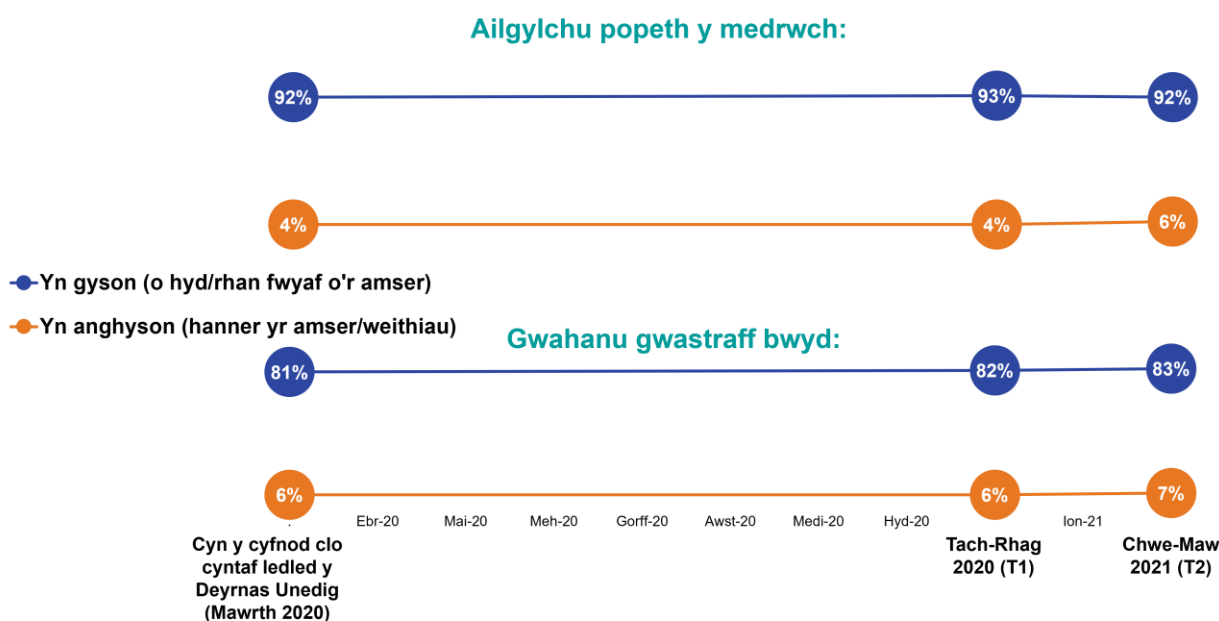 Ailgylchu popeth y medrwch:
92%
93%
92%
4%
4%
6%
Yn gyson (o hyd/rhan fwyaf o'r amser)
Yn anghyson (hanner yr amser/weithiau)
Gwahanu gwastraff bwyd:
81%
82%
83%
6%
6%
7%
Ebr-20
Mai-20
Meh-20
Gorff-20
Awst-20
Medi-20
Hyd-20
Ion-21
Cyn y cyfnod clo
cyntaf ledled y
Deyrnas Unedig
(Mawrth 2020)
Tach-Rhag
2020 (T1)
Chwe-Maw
2021 (T2)